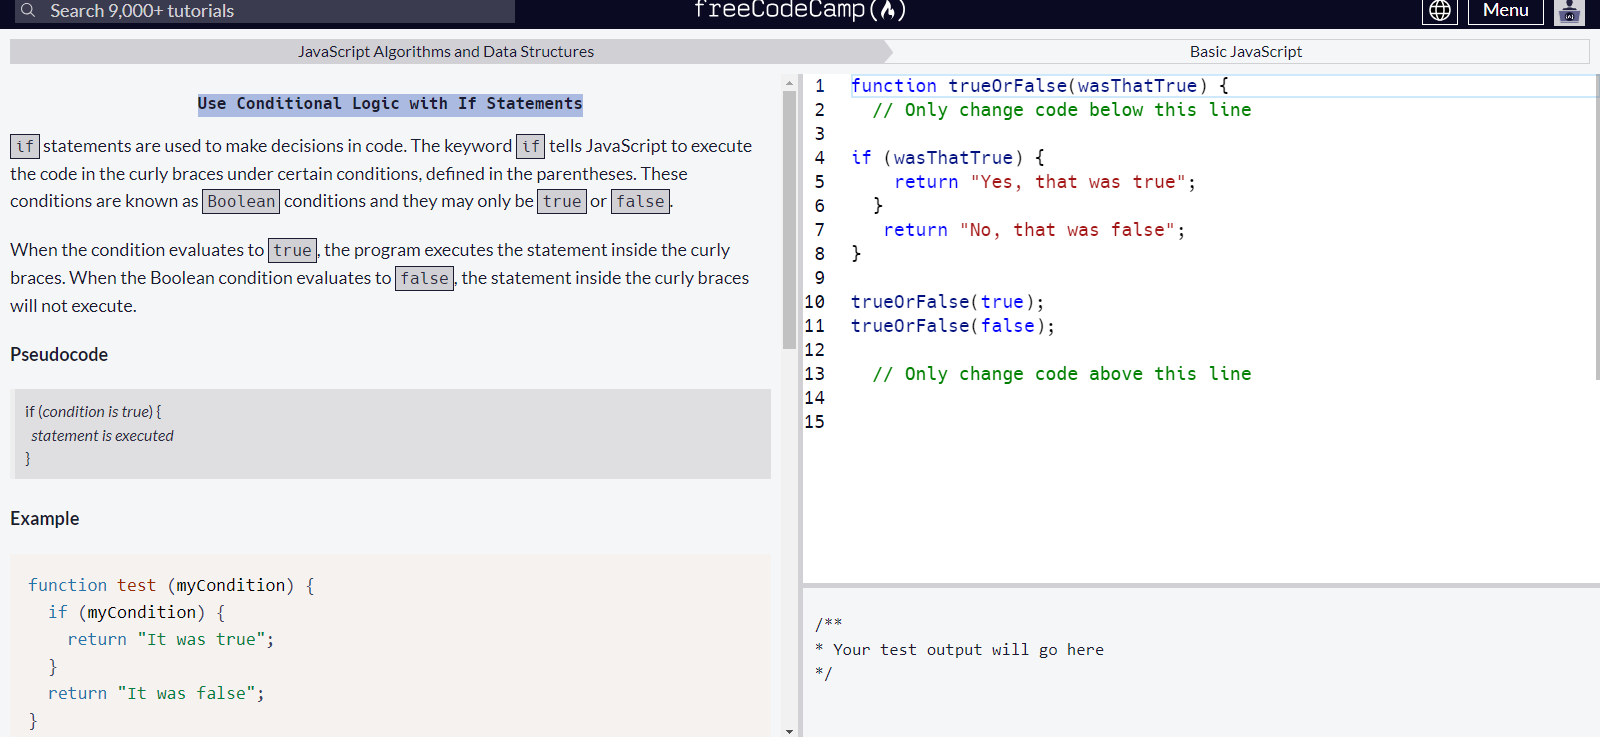 Search 9,000+ tutorials
freeCodeCamp(🔥)
Menu
JavaScript Algorithms and Data Structures
Basic JavaScript
Use Conditional Logic with If Statements
if statements are used to make decisions in code. The keyword if tells JavaScript to execute
the code in the curly braces under certain conditions, defined in the parentheses. These
conditions are known as Boolean conditions and they may only be true or false.
When the condition evaluates to true, the program executes the statement inside the curly
braces. When the Boolean condition evaluates to false, the statement inside the curly braces
will not execute.
Pseudocode
if (condition is true) {
  statement is executed
}
Example
function test (myCondition) {
  if (myCondition) {
    return "It was true";
  }
  return "It was false";
}
1 function trueOrFalse(wasThatTrue) {
2   // Only change code below this line
3
4 if (wasThatTrue) {
5     return "Yes, that was true";
6   }
7    return "No, that was false";
8 }
9
10 trueOrFalse(true);
11 trueOrFalse(false);
12
13   // Only change code above this line
14
15
/**
* Your test output will go here
*/